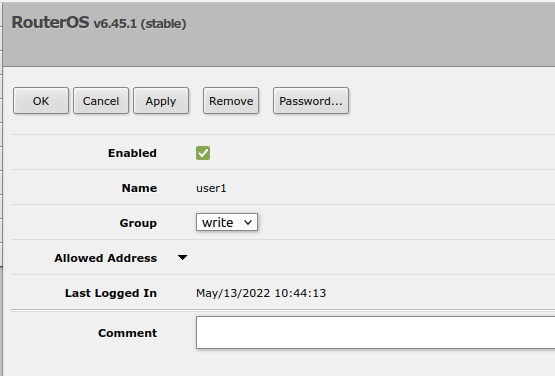 RouterOS v6.45.1 (stable)
OK Cancel Apply Remove Password...
Enabled
Name user1
Group write
Allowed Address
Last Logged In May/13/2022 10:44:13
Comment